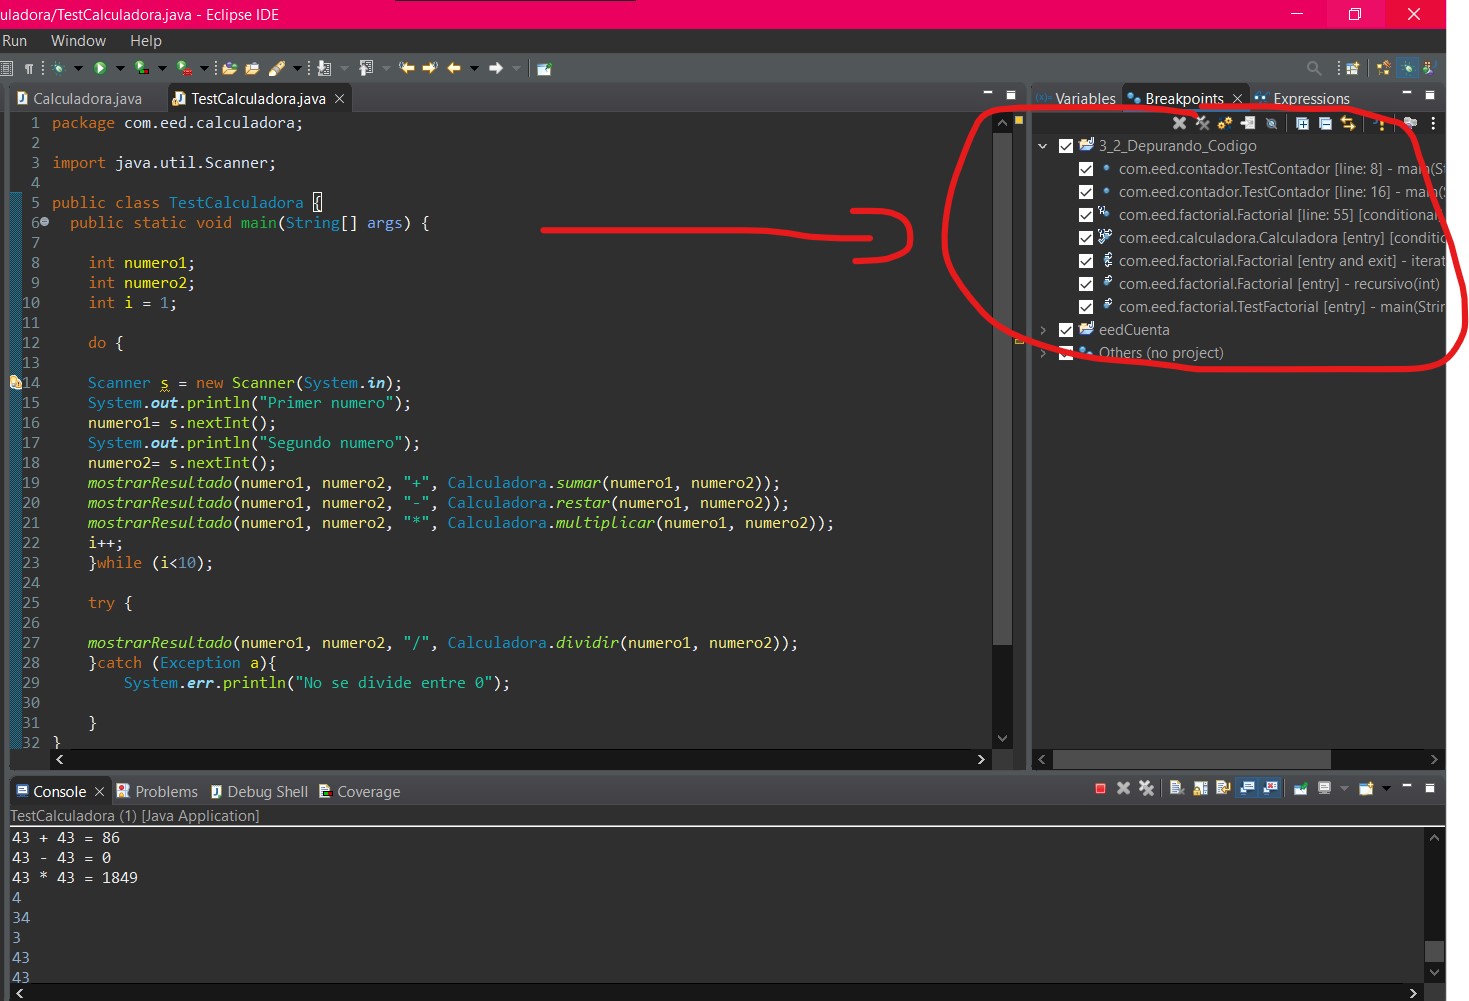 uladora/TestCalculadora.java - Eclipse IDE
Run Window Help
Calculadora.java
TestCalculadora.java
Variables
Breakpoints
Expressions
1 package com.eed.calculadora;
2
3 import java.util.Scanner;
4
5 public class TestCalculadora {
6 public static void main(String[] args) {
7
8 int numero1;
9 int numero2;
10 int i = 1;
11
12 do {
13
14 Scanner s = new Scanner(System.in);
15 System.out.println("Primer numero");
16 numero1= s.nextInt();
17 System.out.println("Segundo numero");
18 numero2= s.nextInt();
19 mostrarResultado(numero1, numero2, "+", Calculadora.sumar(numero1, numero2));
20 mostrarResultado(numero1, numero2, "-", Calculadora.restar(numero1, numero2));
21 mostrarResultado(numero1, numero2, "*", Calculadora.multiplicar(numero1, numero2));
22 i++;
23 }while (i<10);
24
25 try {
26
27 mostrarResultado(numero1, numero2, "/", Calculadora.dividir(numero1, numero2));
28 }catch (Exception a){
29 System.err.println("No se divide entre 0");
30
31 }
32 }
3_2_Depurando_Codigo
com.eed.contador.TestContador [line: 8] - main(S
com.eed.contador.TestContador [line: 16] - main(
com.eed.factorial.Factorial [line: 55] [conditional
com.eed.calculadora.Calculadora [entry] [conditic
com.eed.factorial.Factorial [entry and exit] - iterat
com.eed.factorial.Factorial [entry] - recursivo(int)
com.eed.factorial.TestFactorial [entry] - main(Strir
eedCuenta
Others (no project)
Console
Problems
Debug Shell
Coverage
TestCalculadora (1) [Java Application]
43 + 43 = 86
43 - 43 = 0
43 * 43 = 1849
4
34
3
43
43